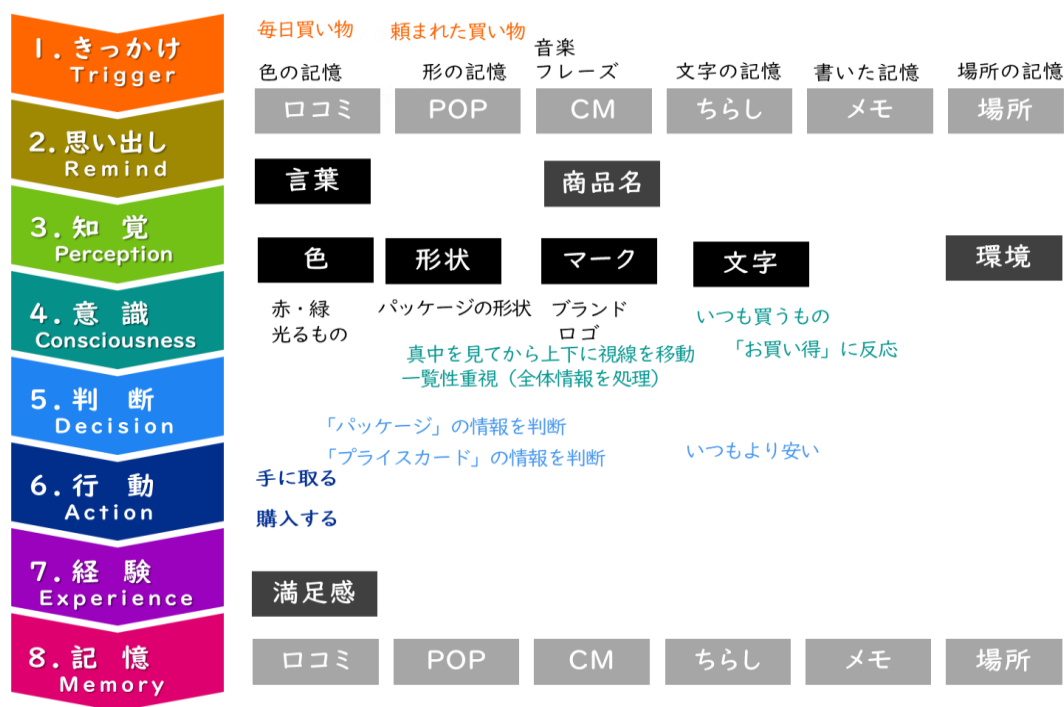 1.きっかけ
Trigger
毎日買い物
頼まれた買い物
色の記憶
形の記憶
音楽
フレーズ
文字の記憶
書いた記憶
場所の記憶
口コミ
POP
CM
ちらし
メモ
場所
2.思い出し
Remind
言葉
商品名
3.知 覚
Perception
色
形状
マーク
文字
環境
4.意 識
Consciousness
赤・緑
光るもの
パッケージの形状
ブランド
ロゴ
いつも買うもの
「お買い得」に反応
真中を見てから上下に視線を移動
一覧性重視(全体情報を処理)
5.判 断
Decision
「パッケージ」の情報を判断
「プライスカード」の情報を判断
いつもより安い
6.行 動
Action
手に取る
購入する
7.経 験
Experience
満足感
8.記 憶
Memory
口コミ
POP
CM
ちらし
メモ
場所